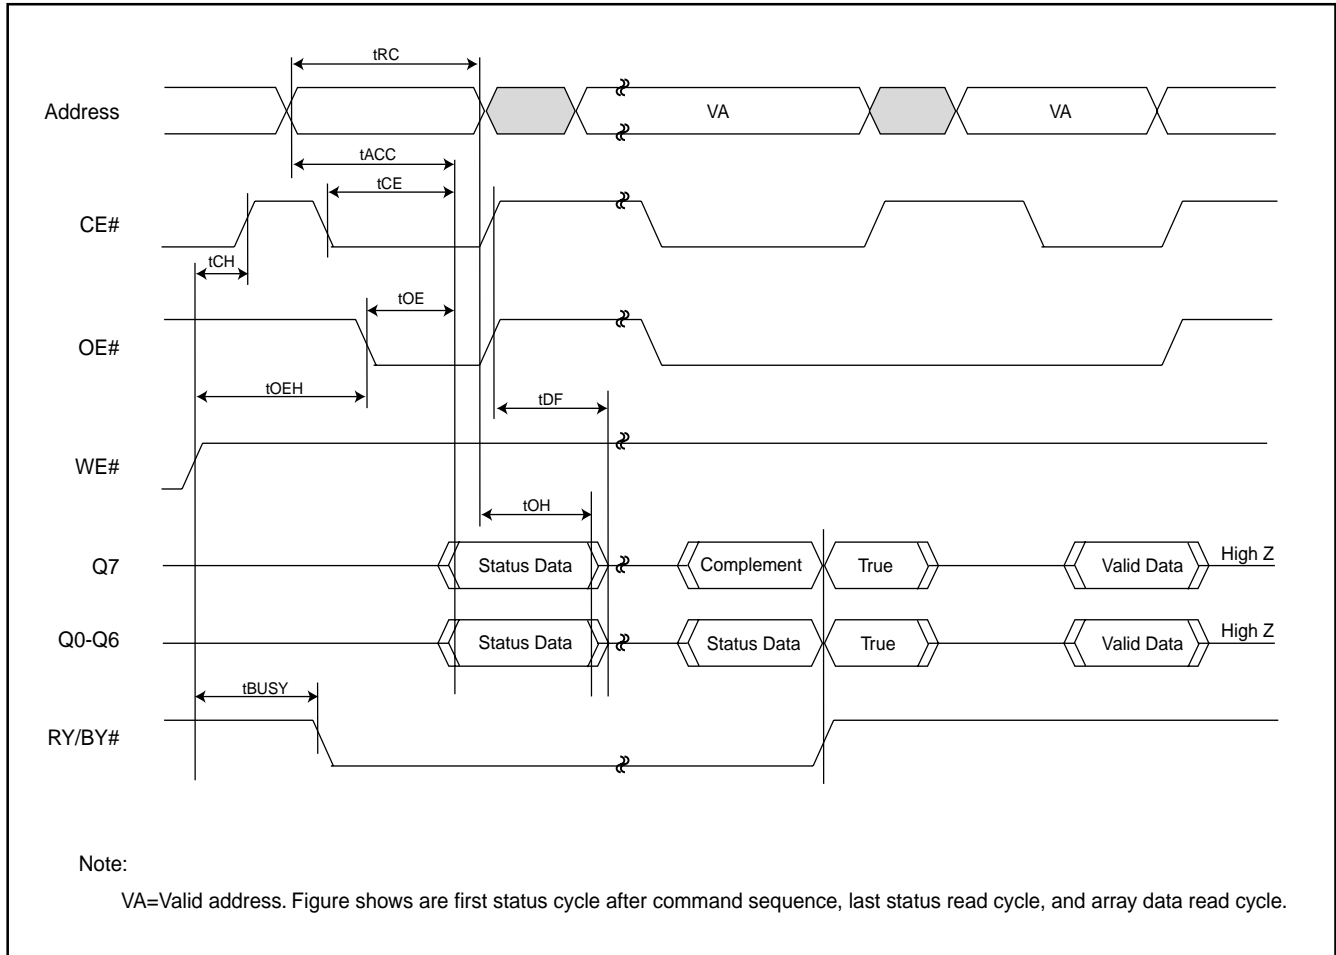 tRC
Address
VA
VA
tACC
tCE
CE#
tCH
tOE
OE#
tOEH
tDF
WE#
tOH
Q7
Status Data
Complement
True
Valid Data
High Z
Q0-Q6
Status Data
Status Data
True
Valid Data
High Z
tBUSY
RY/BY#
Note:
VA=Valid address. Figure shows are first status cycle after command sequence, last status read cycle, and array data read cycle.